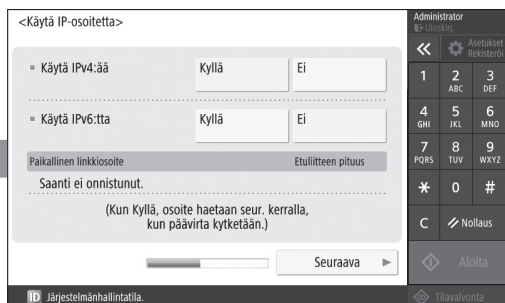 <Käytä IP-osoitetta>
Käytä IPv4:ää
Kyllä
Ei
Käytä IPv6:tta
Kyllä
Ei
Paikallinen linkkiosoite
Etuliitteen pituus
Saanti ei onnistunut.
(Kun Kyllä, osoite haetaan seur. kerralla,
kun päävirta kytketään.)
Seuraava
ID Järjestelmänhallintatila.
Administrator
Uloskirj.
Asetukset
Rekisteröi
1
2
ABC
3
DEF
4
GHI
5
JKL
6
MNO
7
PQRS
8
TUV
9
WXYZ
*
0
#
C
Nollaus
Aloita
Tilavalvonta